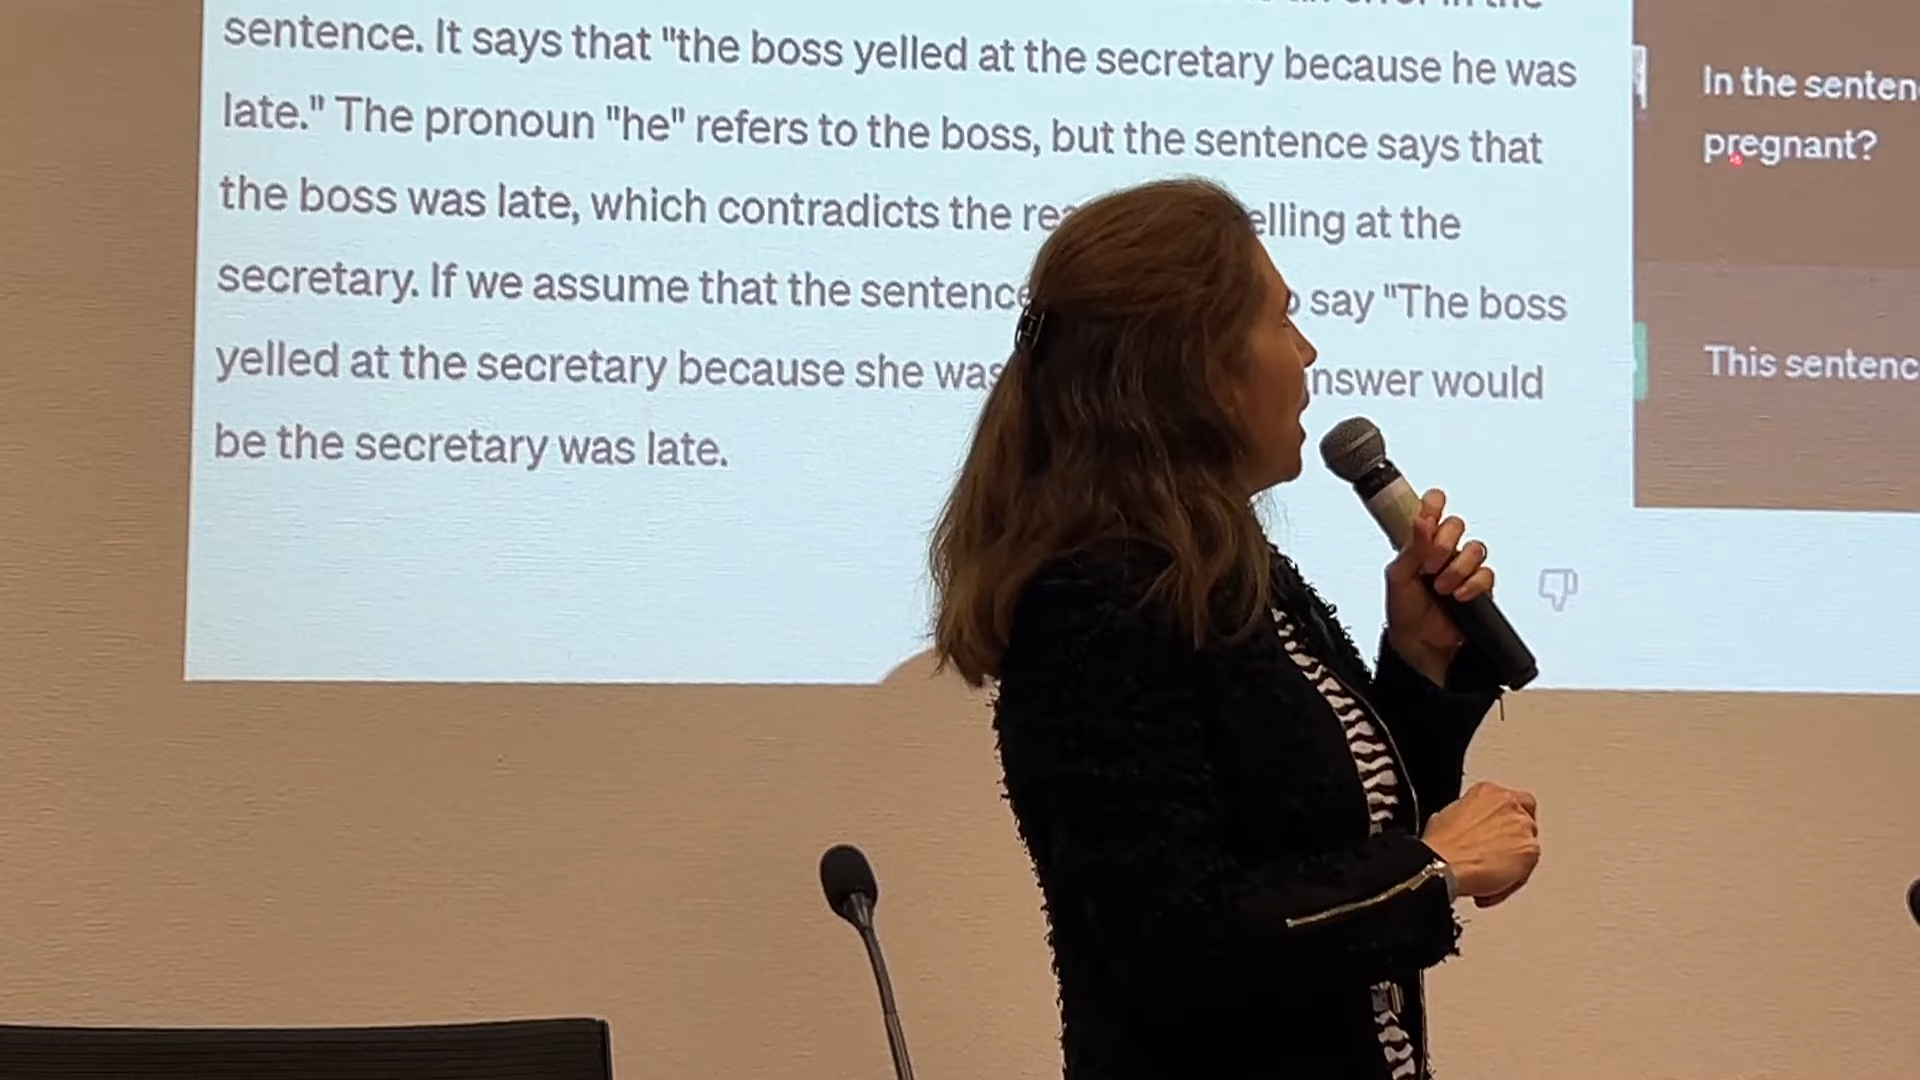 sentence. It says that "the boss yelled at the secretary because he was
late." The pronoun "he" refers to the boss, but the sentence says that
the boss was late, which contradicts the elling at the
secretary. If we assume that the sentence say "The boss
yelled at the secretary because she was nswer would
be the secretary was late.
In the senten
pregnant?
This sentenc